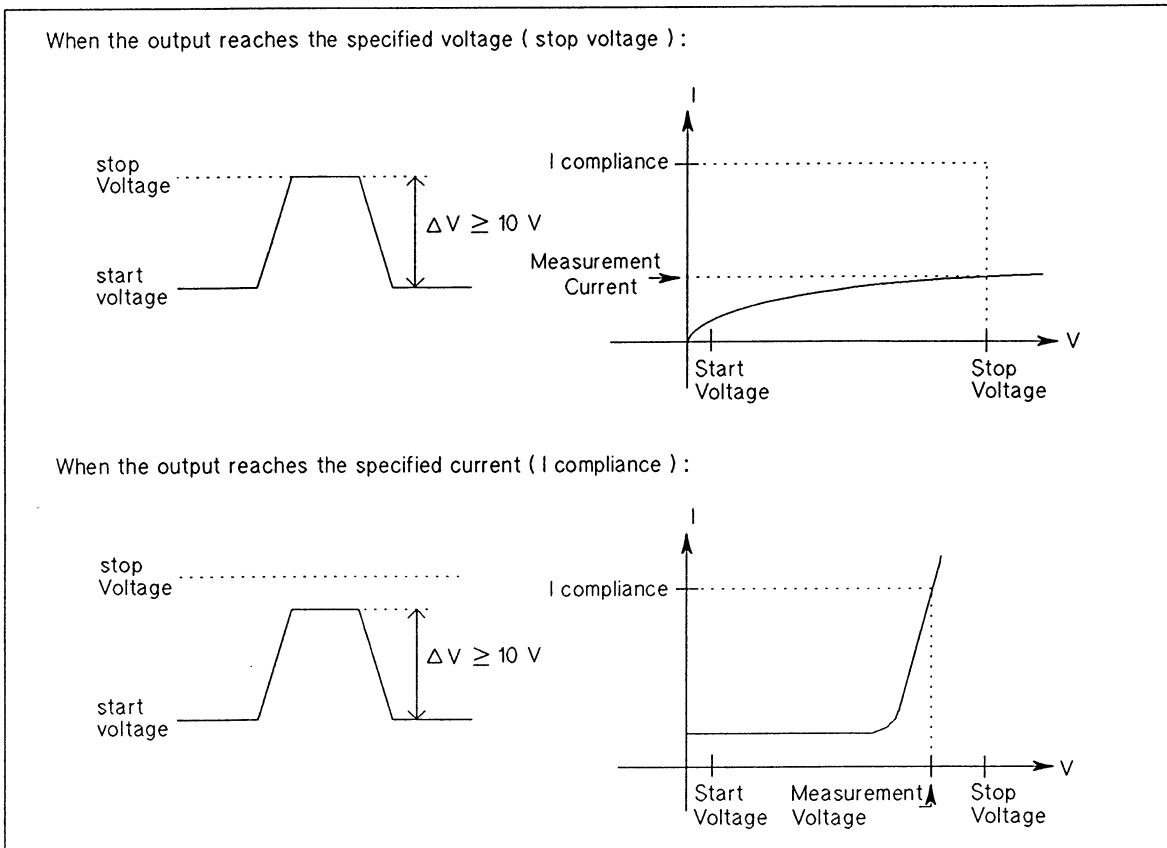 When the output reaches the specified voltage ( stop voltage ) :
stop
Voltage
start
voltage
Δ V ≥ 10 V
I
I compliance
Measurement
Current
V
Start
Voltage
Stop
Voltage
When the output reaches the specified current ( I compliance ) :
stop
Voltage
start
voltage
Δ V ≥ 10 V
I
I compliance
V
Start
Voltage
Measurement
Voltage
Stop
Voltage